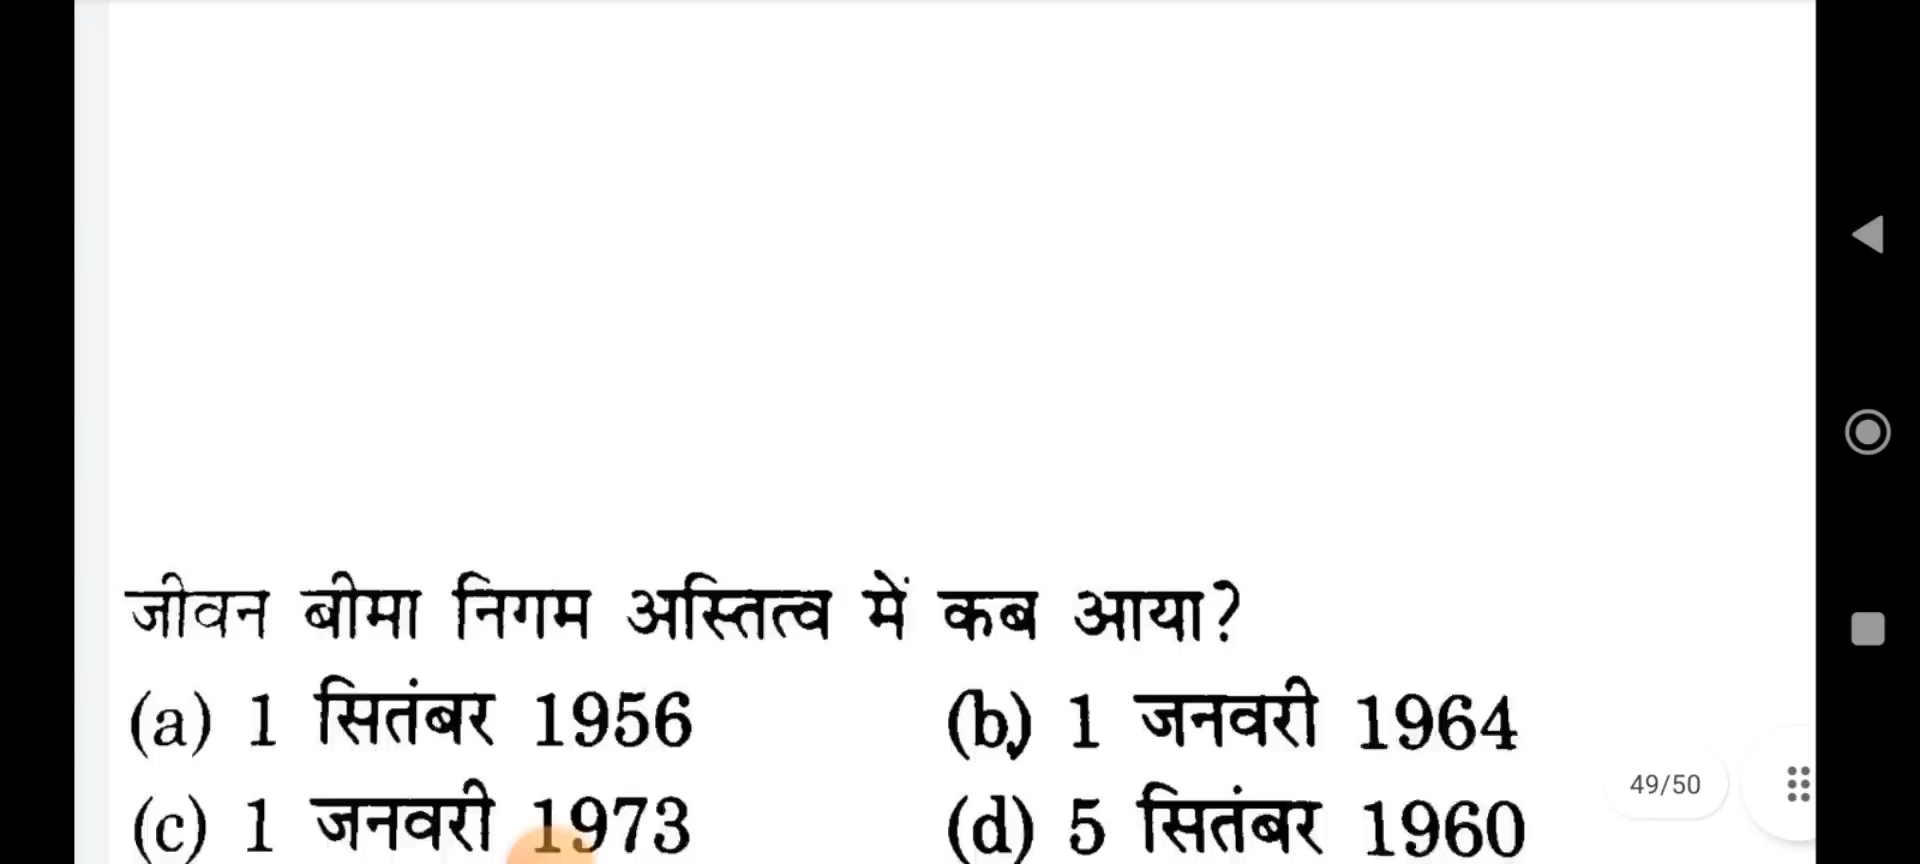 जीवन बीमा निगम अस्तित्व में कब आया?
(a) 1 सितंबर 1956 (b) 1 जनवरी 1964
(c) 1 जनवरी 1973 (d) 5 सितंबर 1960
49/50